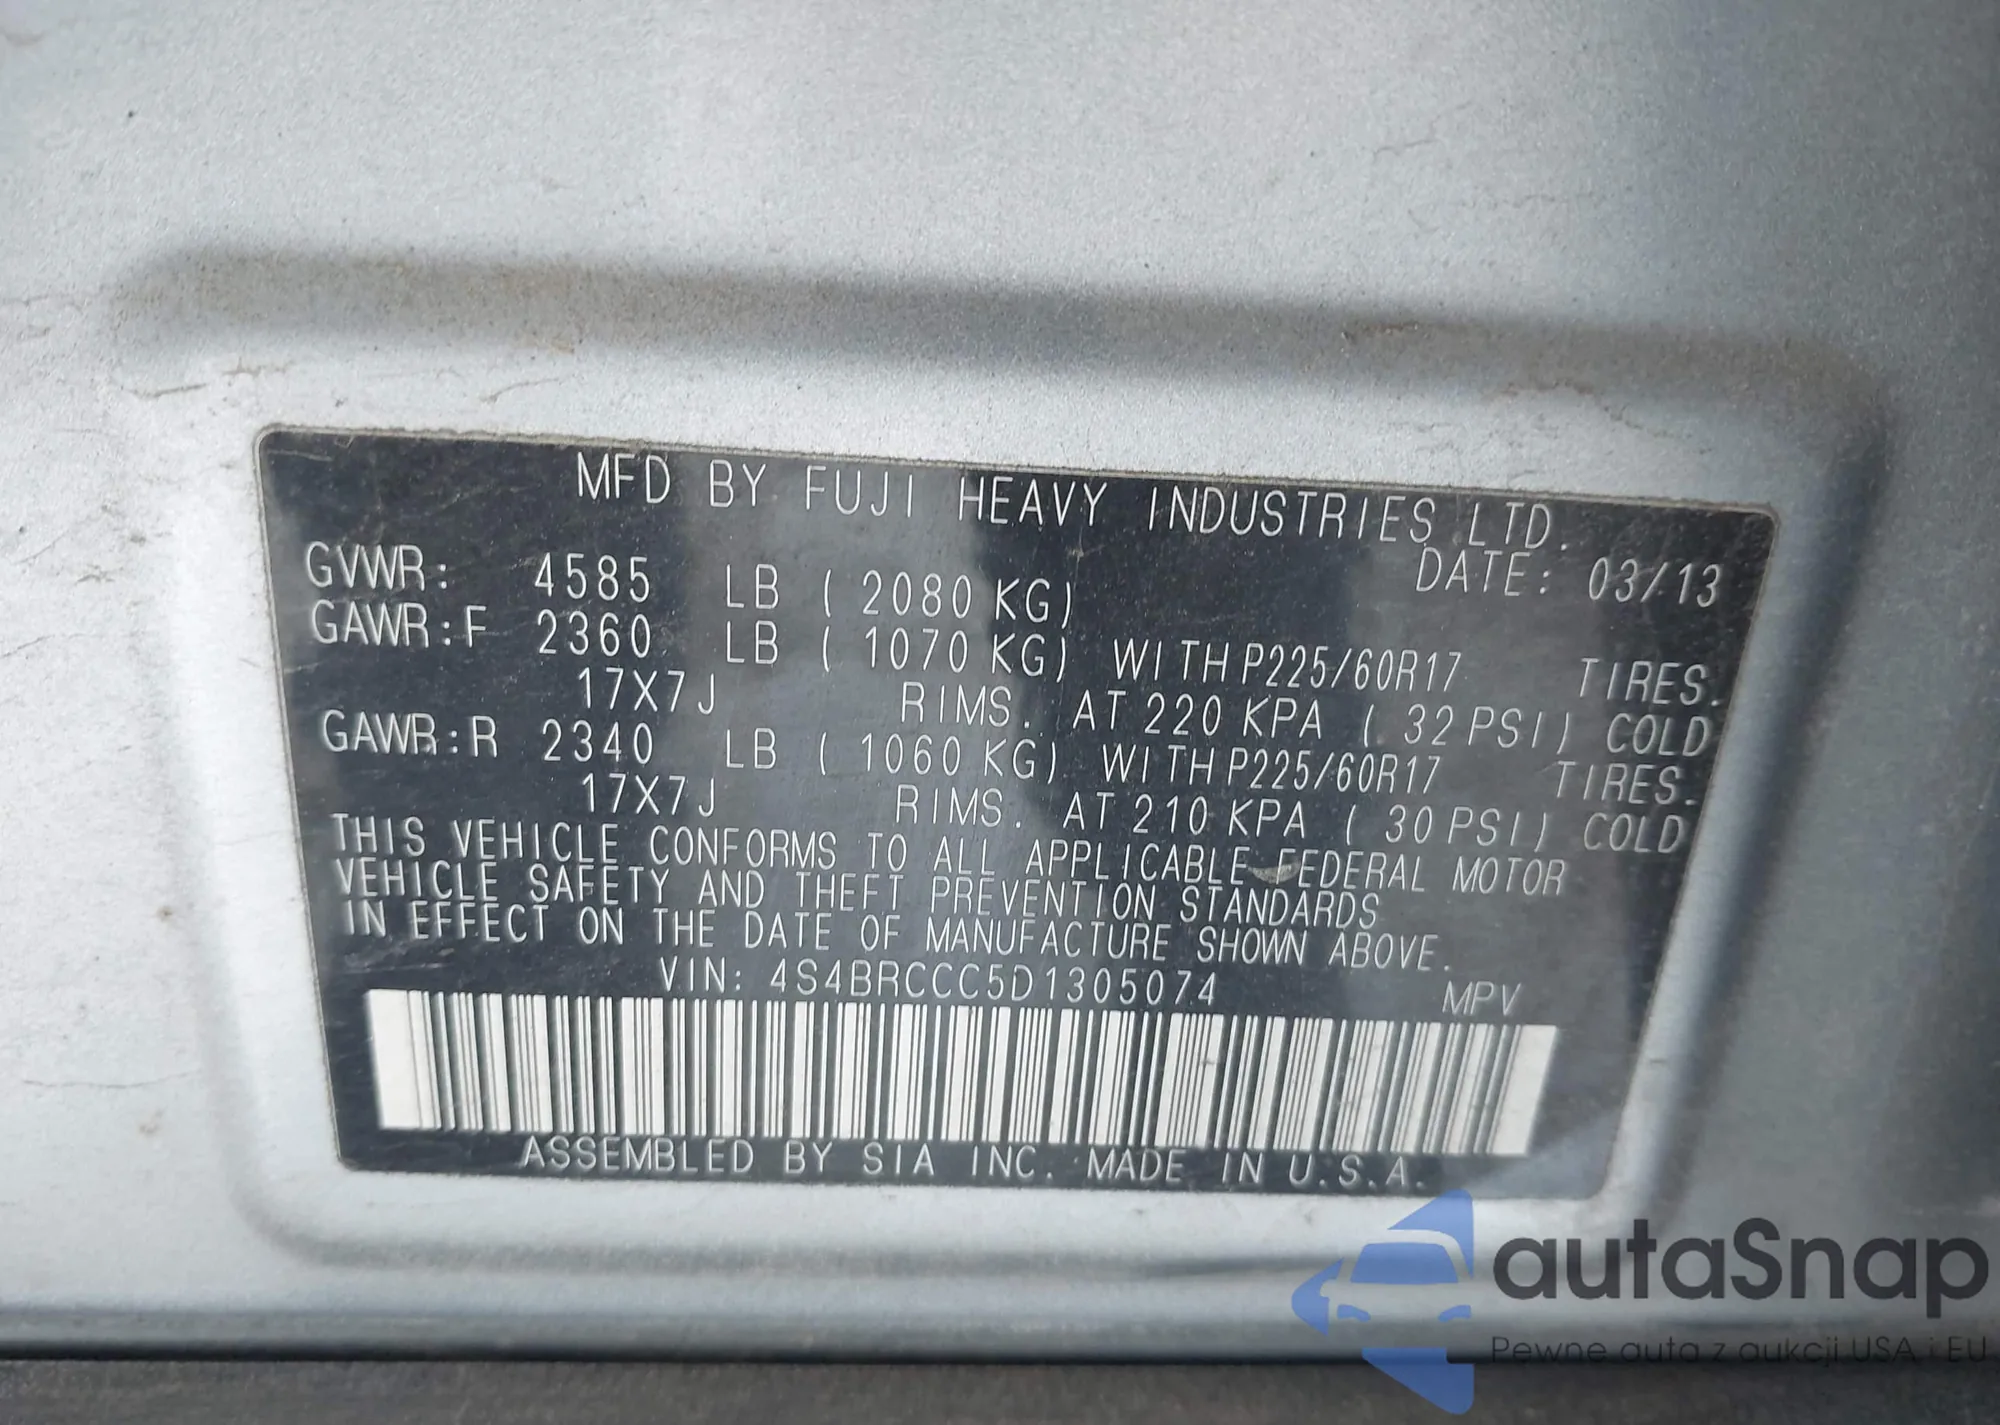 MFD BY FUJI HEAVY INDUSTRIES LTD.
DATE: 03/13
GVWR: 4585 LB ( 2080 KG)
GAWR:F 2360 LB ( 1070 KG) WITH P225/60R17 TIRES.
17X7J RIMS. AT 220 KPA ( 32 PSI) COLD
GAWR:R 2340 LB ( 1060 KG) WITH P225/60R17 TIRES.
17X7J RIMS. AT 210 KPA ( 30 PSI) COLD
THIS VEHICLE CONFORMS TO ALL APPLICABLE FEDERAL MOTOR
VEHICLE SAFETY AND THEFT PREVENTION STANDARDS
IN EFFECT ON THE DATE OF MANUFACTURE SHOWN ABOVE.
VIN: 4S4BRCCC5D1305074 MPV
ASSEMBLED BY SIA INC. MADE IN U.S.A.
autaSnap
Pewne auta z aukcji USA i EU